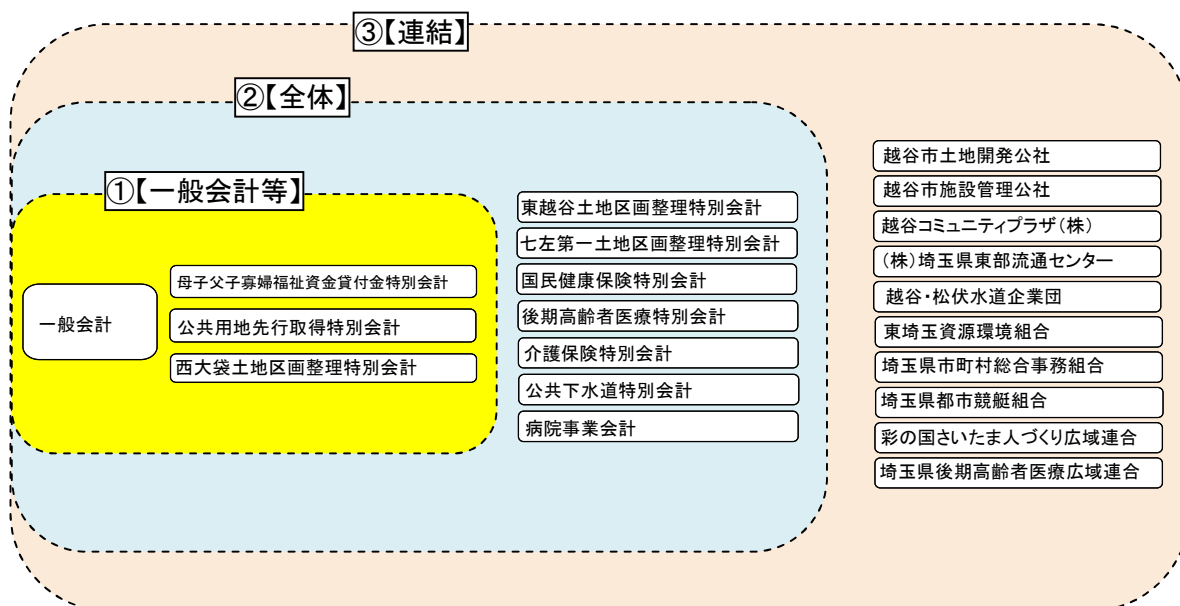 ③【連結】
②【全体】
①【一般会計等】
一般会計
母子父子寡婦福祉資金貸付金特別会計
公共用地先行取得特別会計
西大袋土地区画整理特別会計
東越谷土地区画整理特別会計
七左第一土地区画整理特別会計
国民健康保険特別会計
後期高齢者医療特別会計
介護保険特別会計
公共下水道特別会計
病院事業会計
越谷市土地開発公社
越谷市施設管理公社
越谷コミュニティプラザ(株)
(株)埼玉県東部流通センター
越谷・松伏水道企業団
東埼玉資源環境組合
埼玉県市町村総合事務組合
埼玉県都市競艇組合
彩の国さいたま人づくり広域連合
埼玉県後期高齢者医療広域連合